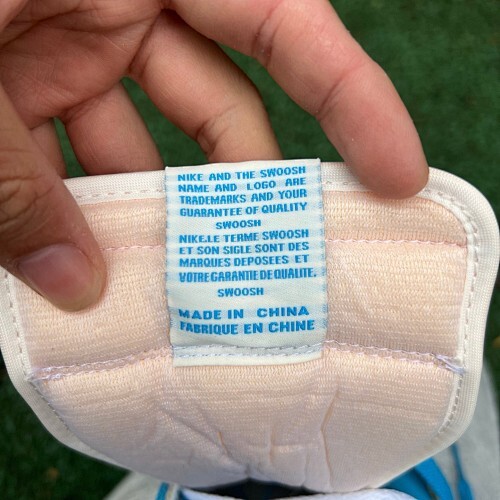 NIKE AND THE SWOOSH
NAME AND LOGO ARE
TRADEMARKS AND YOUR
GUARANTEE OF QUALITY
SWOOSH
NIKE.LE TERME SWOOSH
ET SON SIGLE SONT DES
MARQUES DEPOSEES ET
VOTRE GARANTIE DE QUALITE.
SWOOSH
MADE IN CHINA
FABRIQUE EN CHINE